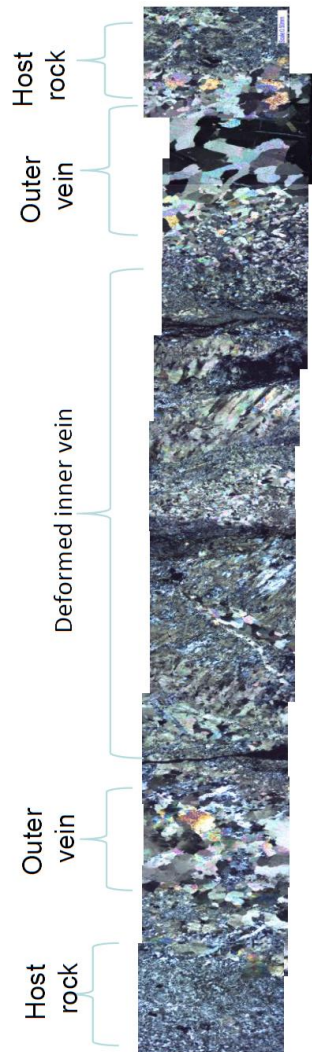 Host
rock
Outer
vein
Deformed inner vein
Outer
vein
Host
rock